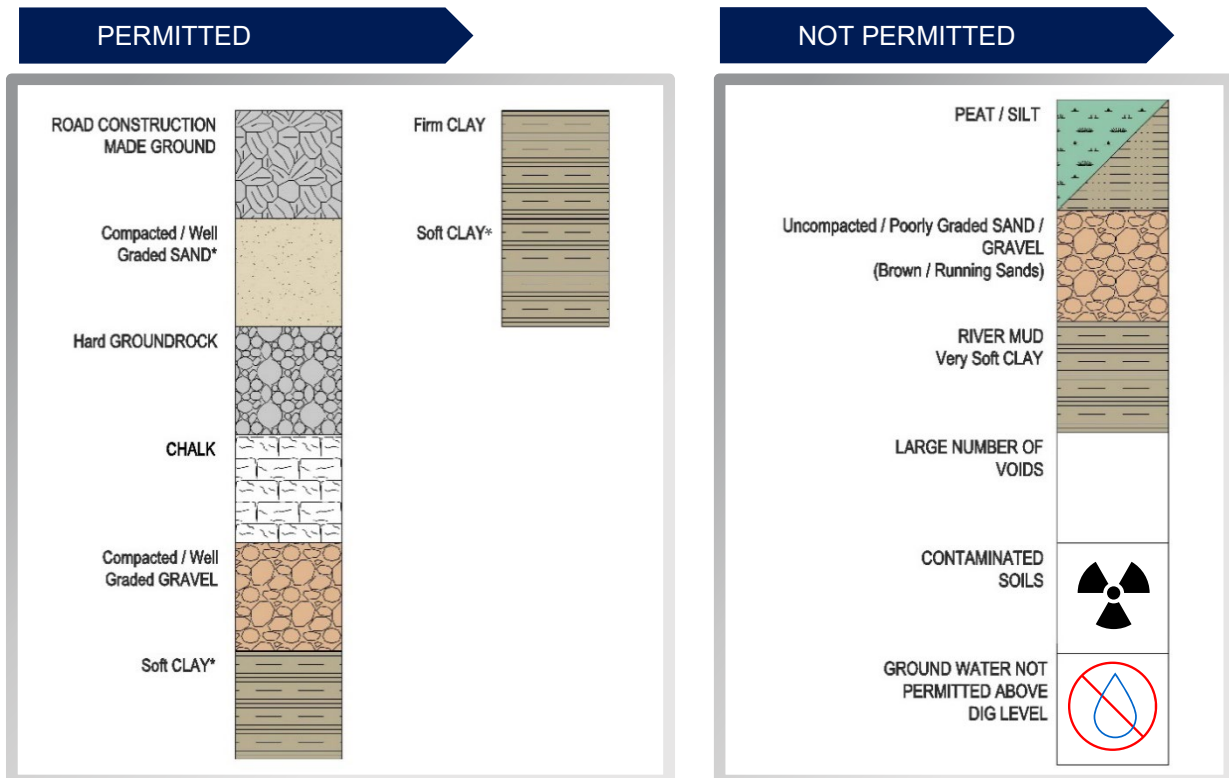 PERMITTED
ROAD CONSTRUCTION
MADE GROUND
Compacted / Well
Graded SAND*
Hard GROUNDROCK
CHALK
Compacted / Well
Graded GRAVEL
Soft CLAY*
Firm CLAY
Soft CLAY*
NOT PERMITTED
PEAT / SILT
Uncompacted / Poorly Graded SAND /
GRAVEL
(Brown / Running Sands)
RIVER MUD
Very Soft CLAY
LARGE NUMBER OF
VOIDS
CONTAMINATED
SOILS
GROUND WATER NOT
PERMITTED ABOVE
DIG LEVEL